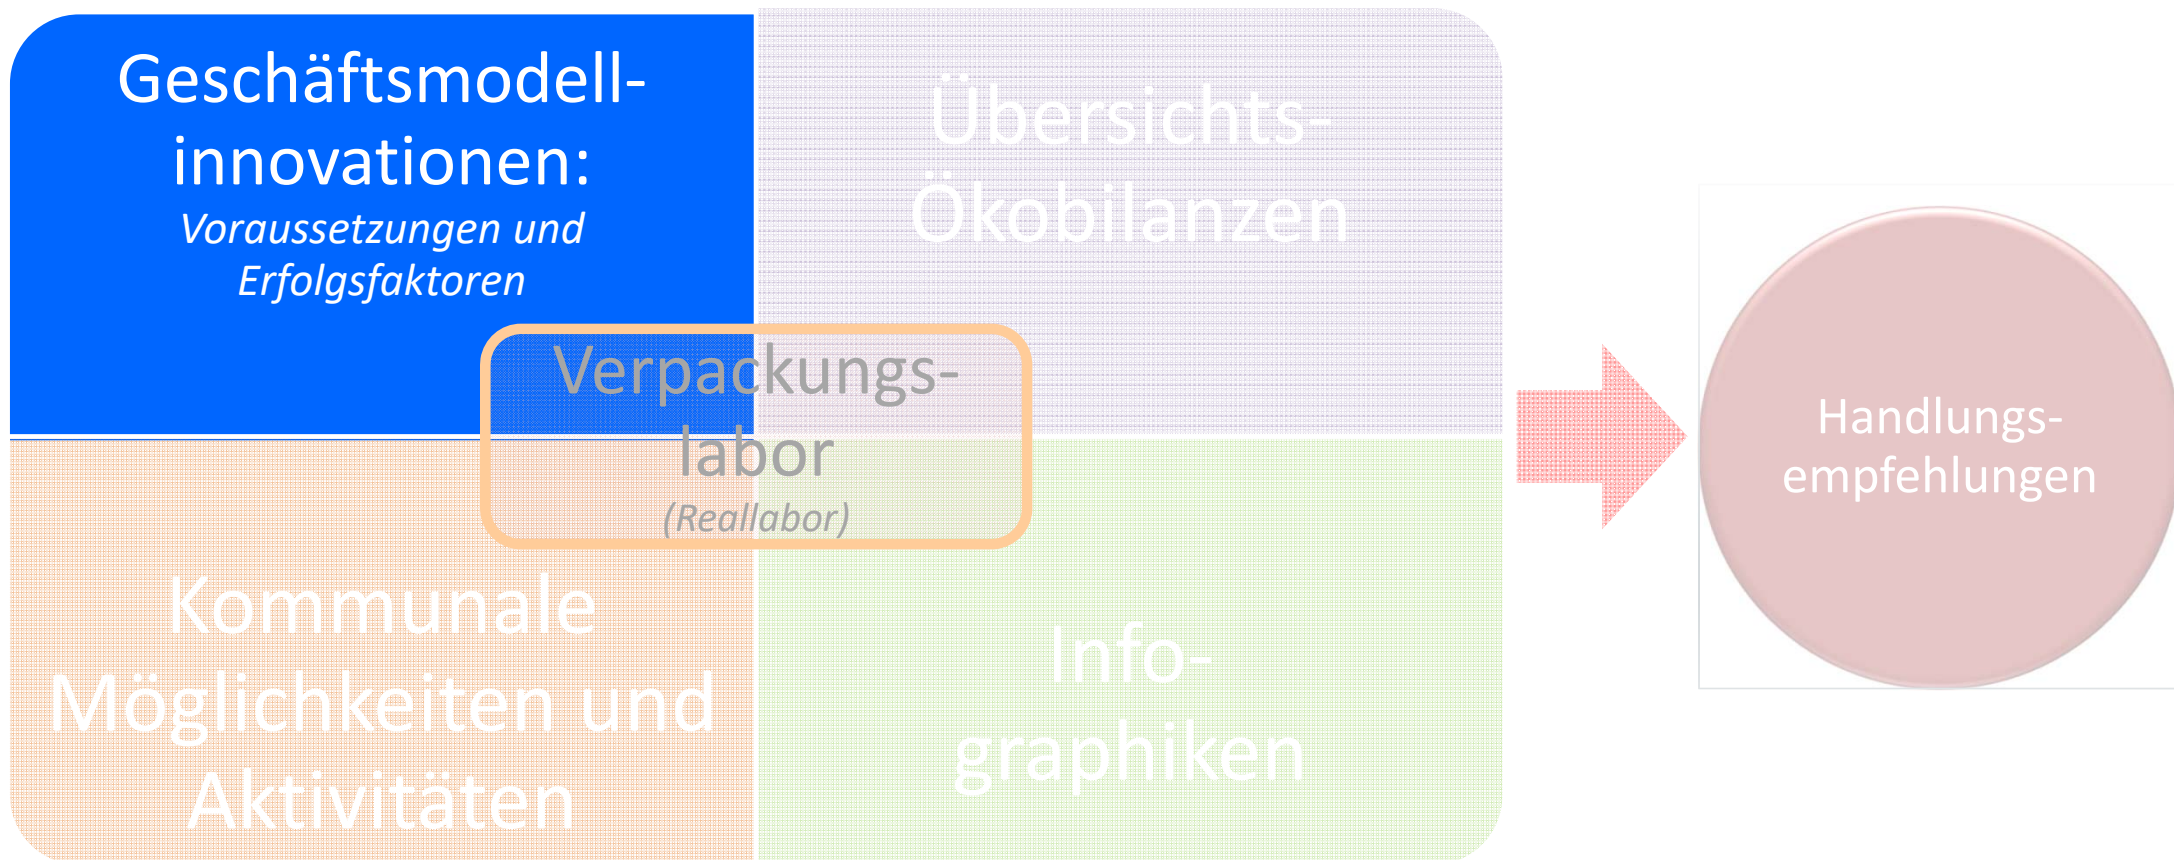 Geschäftsmodell-
innovationen:
Voraussetzungen und
Erfolgsfaktoren
Übersichts-
Ökobilanzen
Verpackungs-
labor
(Reallabor)
Kommunale
Möglichkeiten und
Aktivitäten
Info-
graphiken
Handlungs-
empfehlungen